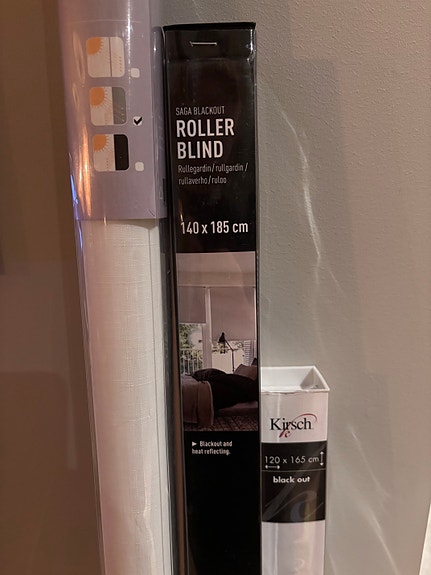 SAGA BLACKOUT
ROLLER
BLIND
Rullegardin/rullgardin/
rullaverho/ruloo
140 x 185 cm
► Blackout and
heat reflecting.
Kirsch
120 x 165 cm
black out